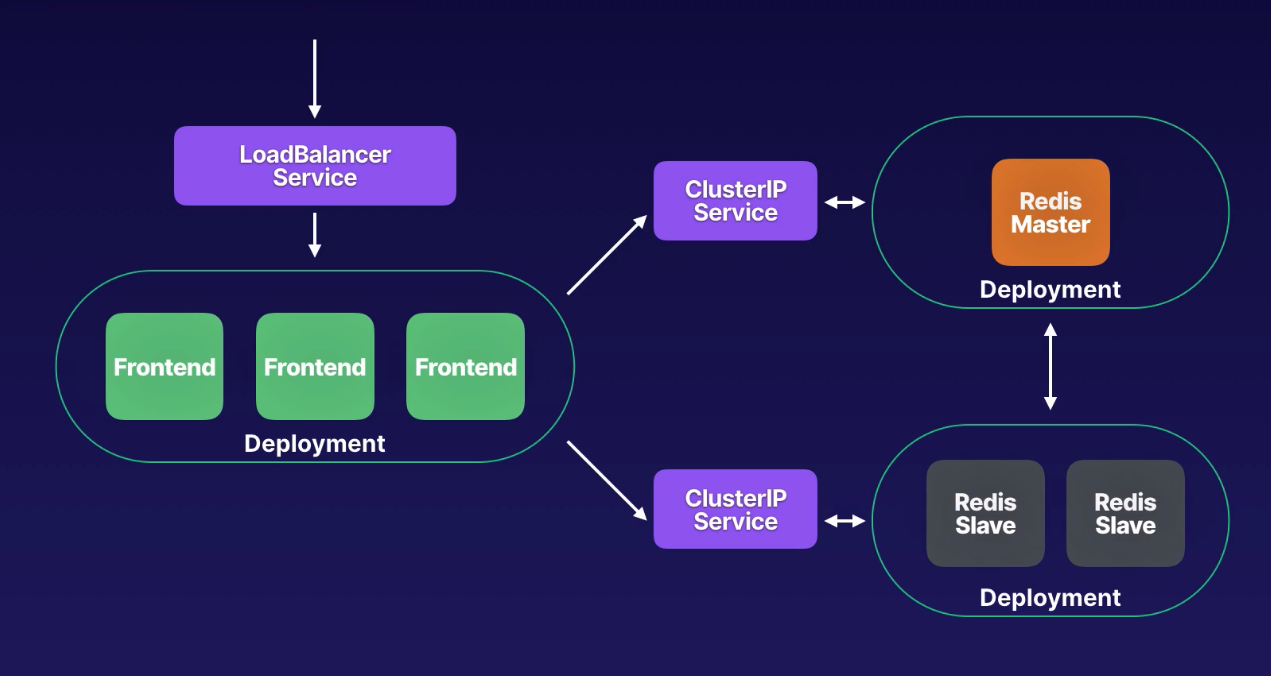 LoadBalancer
Service
Frontend
Frontend
Frontend
Deployment
ClusterIP
Service
Redis
Master
Deployment
ClusterIP
Service
Redis
Slave
Redis
Slave
Deployment